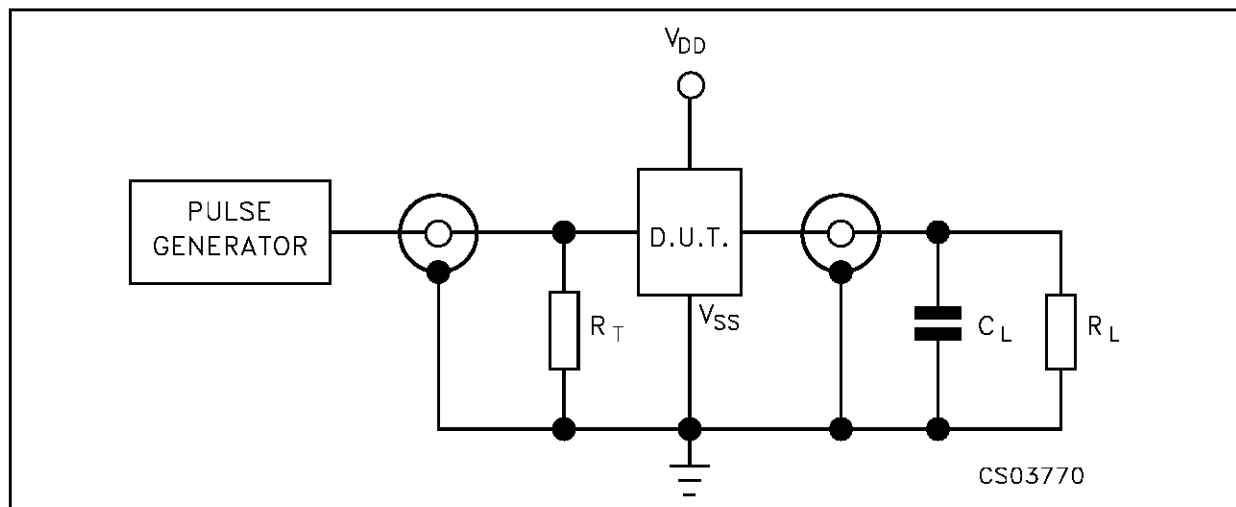 VDD
PULSE
GENERATOR
D.U.T.
VSS
RT
CL
RL
CS03770